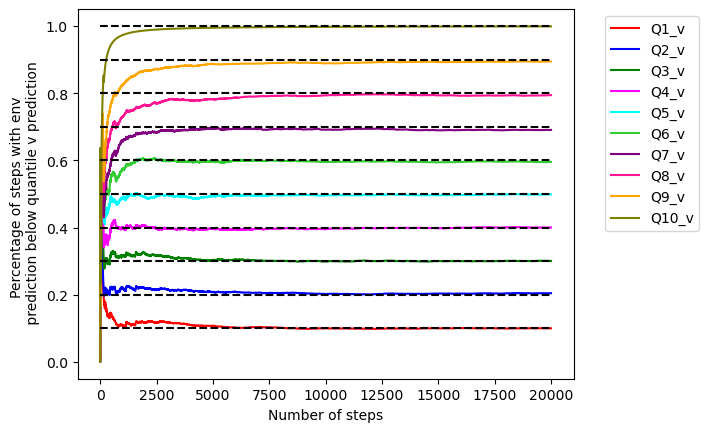 Percentage of steps with env
prediction below quantile v prediction
1.0
0.8
0.6
0.4
0.2
0.0
0 2500 5000 7500 10000 12500 15000 17500 20000
Number of steps
Q1_v
Q2_v
Q3_v
Q4_v
Q5_v
Q6_v
Q7_v
Q8_v
Q9_v
Q10_v